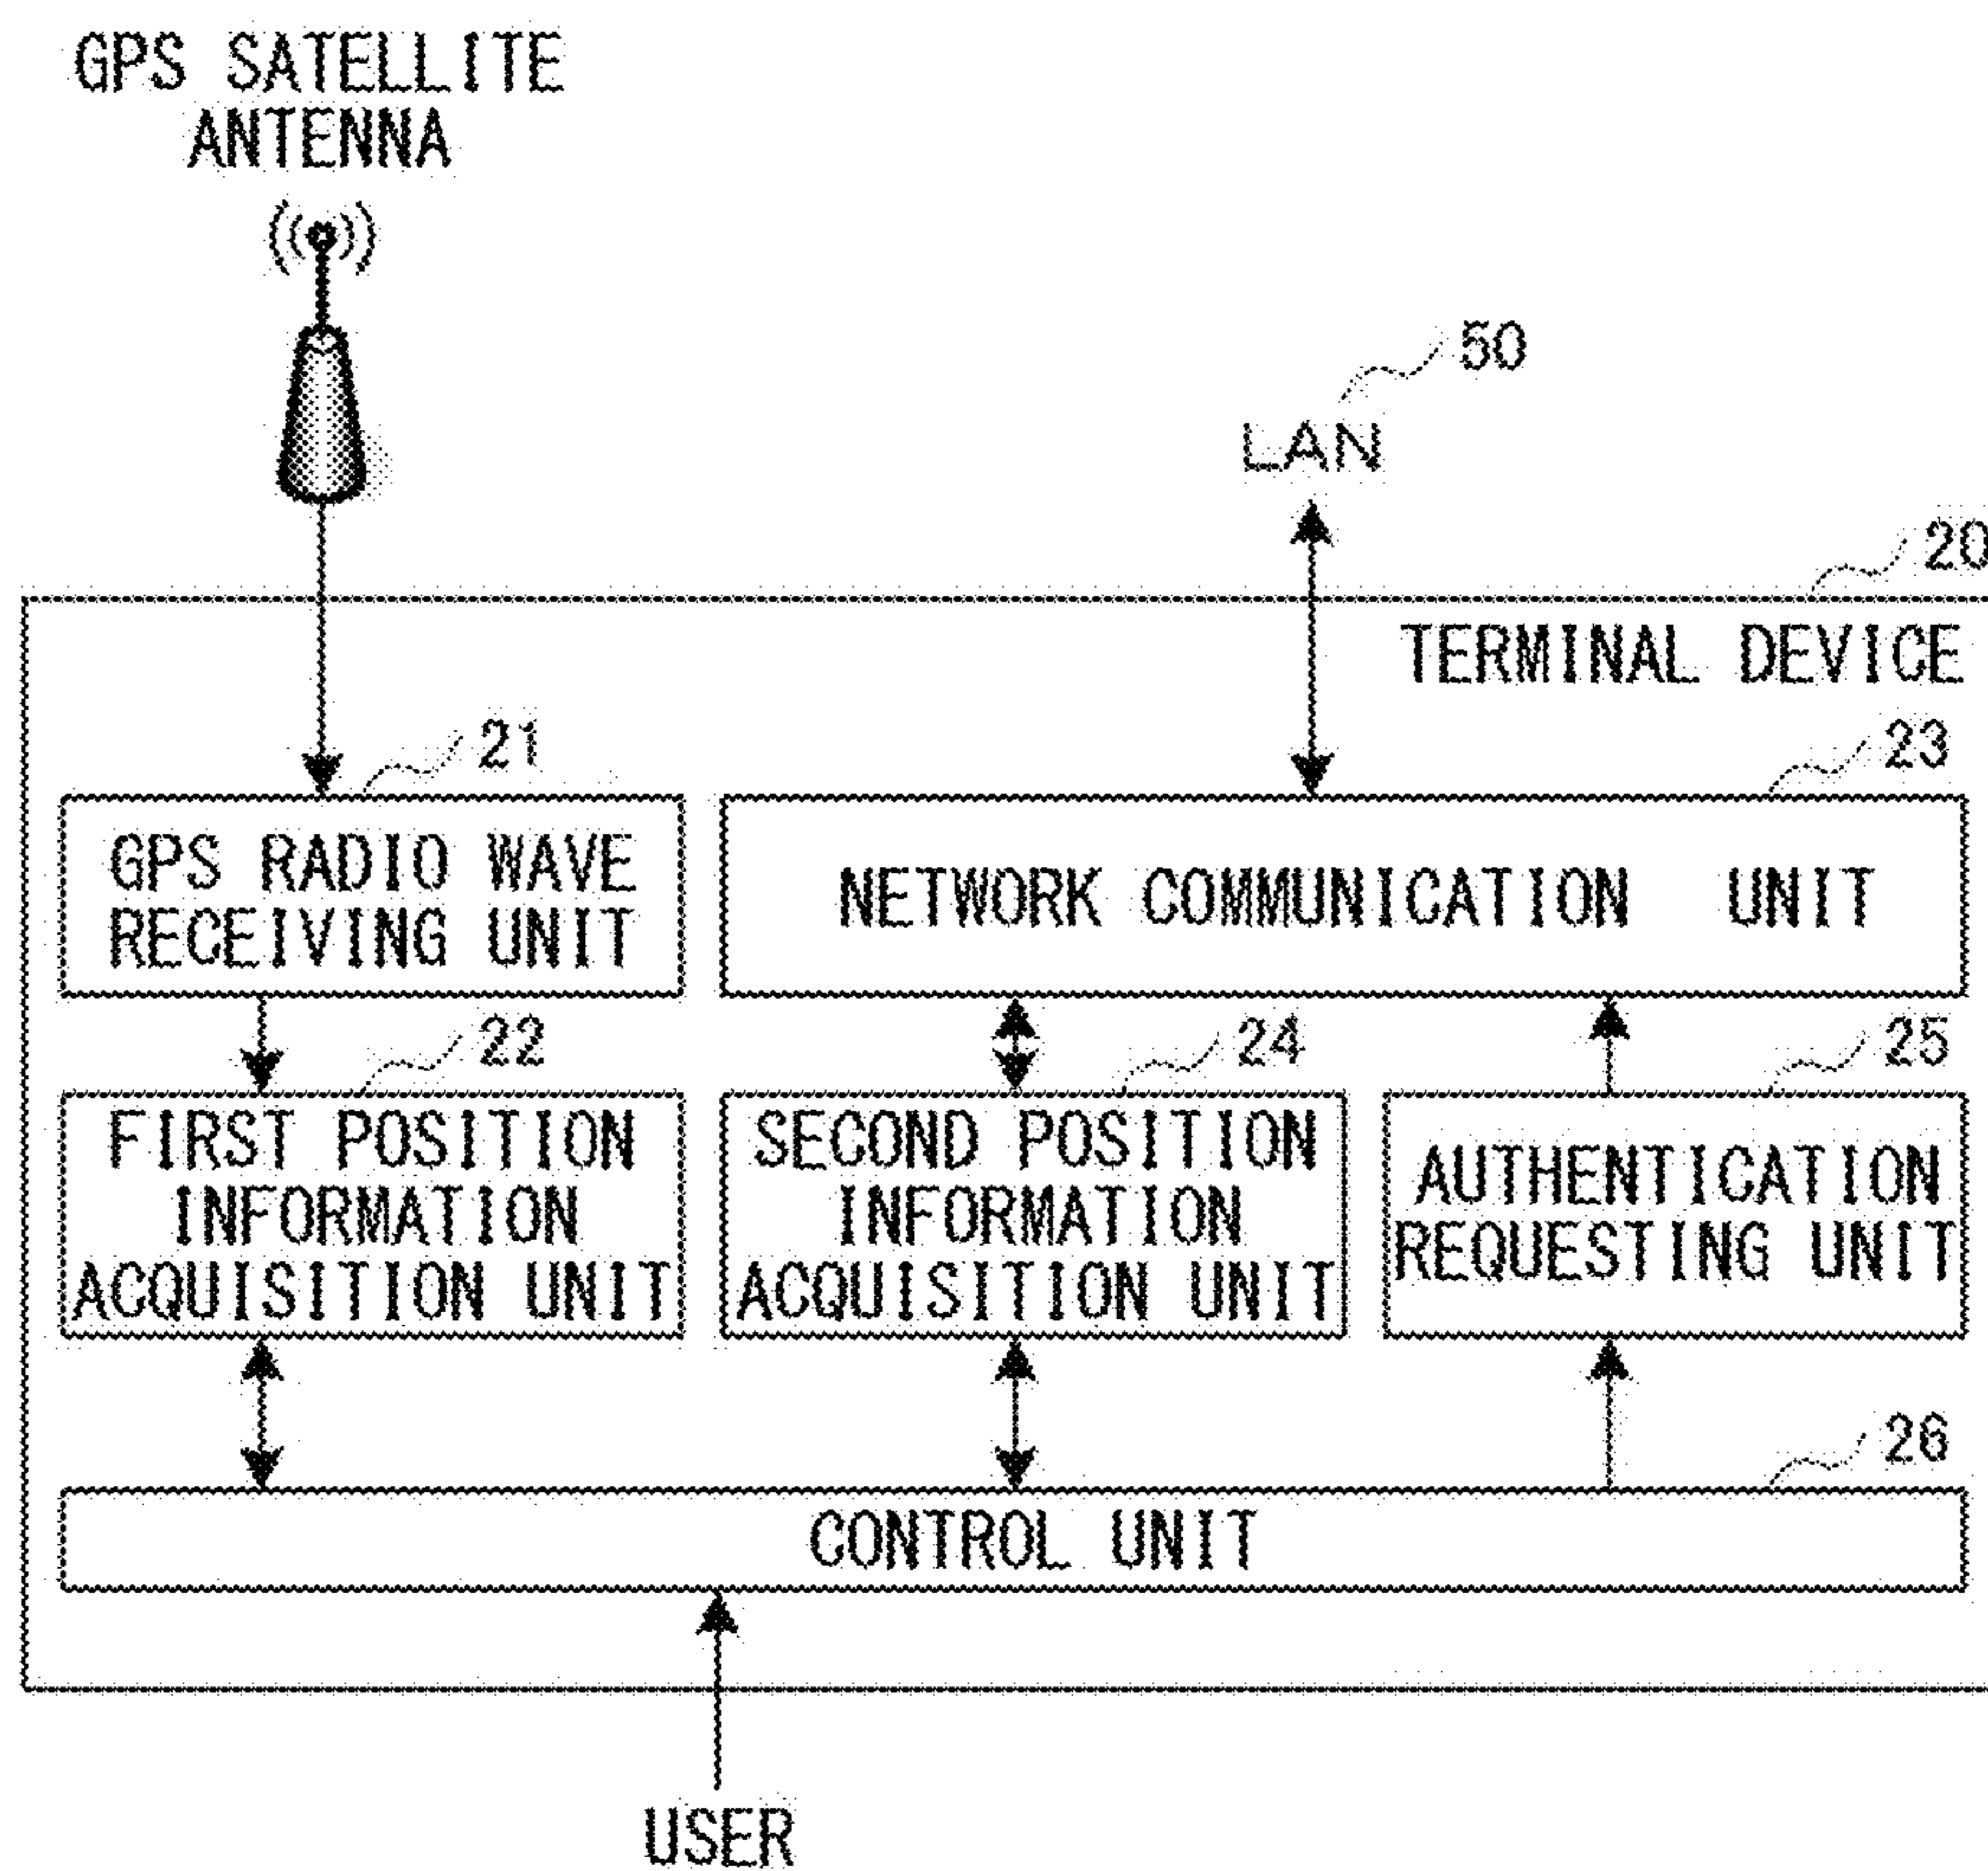 GPS SATELLITE
ANTENNA
50
LAN
20
TERMINAL DEVICE
21
23
GPS RADIO WAVE
RECEIVING UNIT
NETWORK COMMUNICATION UNIT
22
24
25
FIRST POSITION
INFORMATION
ACQUISITION UNIT
SECOND POSITION
INFORMATION
ACQUISITION UNIT
AUTHENTICATION
REQUESTING UNIT
26
CONTROL UNIT
USER